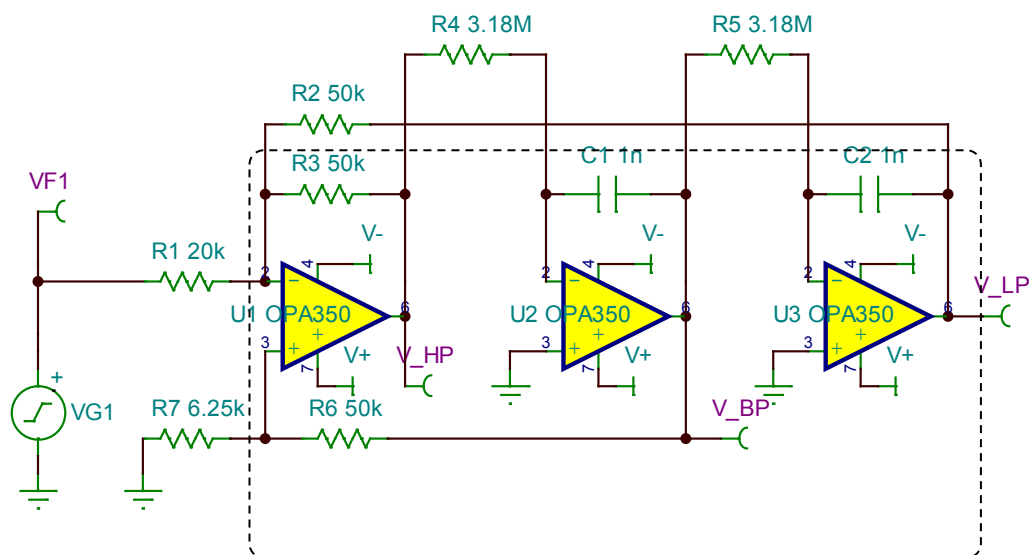 R4 3.18M
R5 3.18M
R2 50k
R3 50k
C1 1n
C2 1n
VF1
V-
V-
V-
R1 20k
2
4
2
4
2
4
V_LP
U1 OPA350
6
U2 OPA350
6
U3 OPA350
6
3
7
V+
3
7
V+
3
7
V+
V_HP
+
VG1
R7 6.25k
R6 50k
V_BP